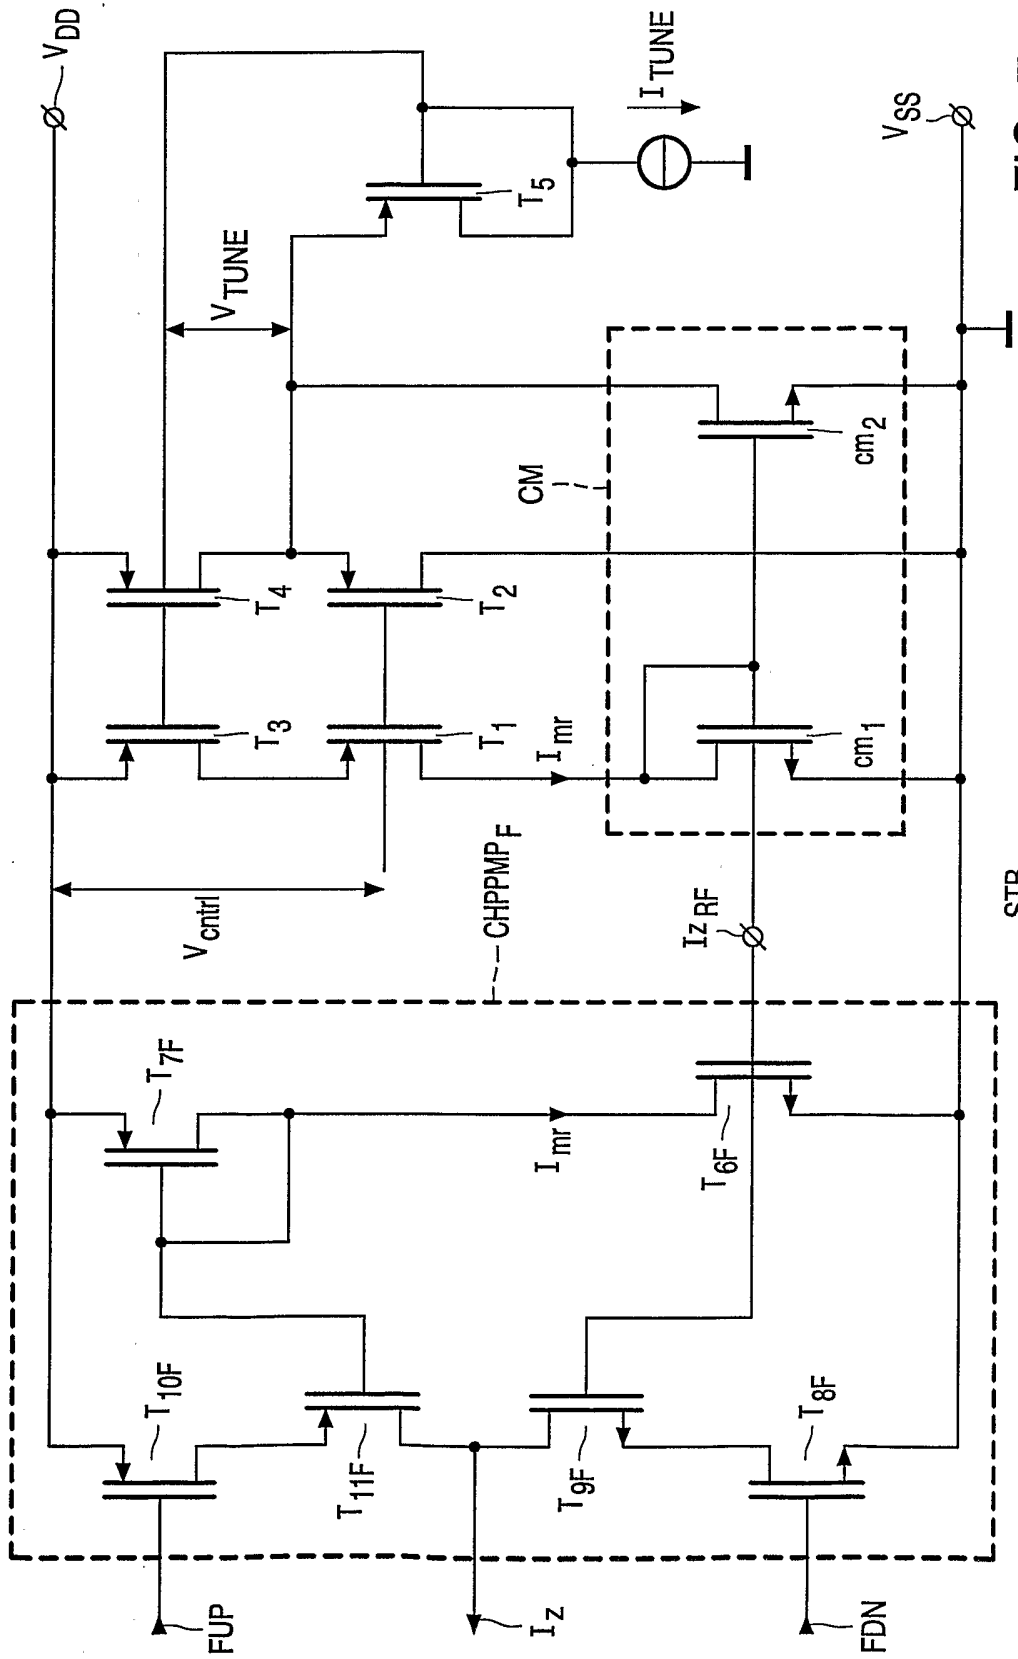 V_DD
I_TUNE
V_SS
T_5
V_TUNE
CM
cm_2
T_4
T_2
T_3
T_1
I_mr
cm_1
V_cntrl
CHPPMP_F
Iz_RF
T_7F
I_mr
T_6F
T_10F
T_11F
T_9F
T_8F
FUP
I_Z
FDN